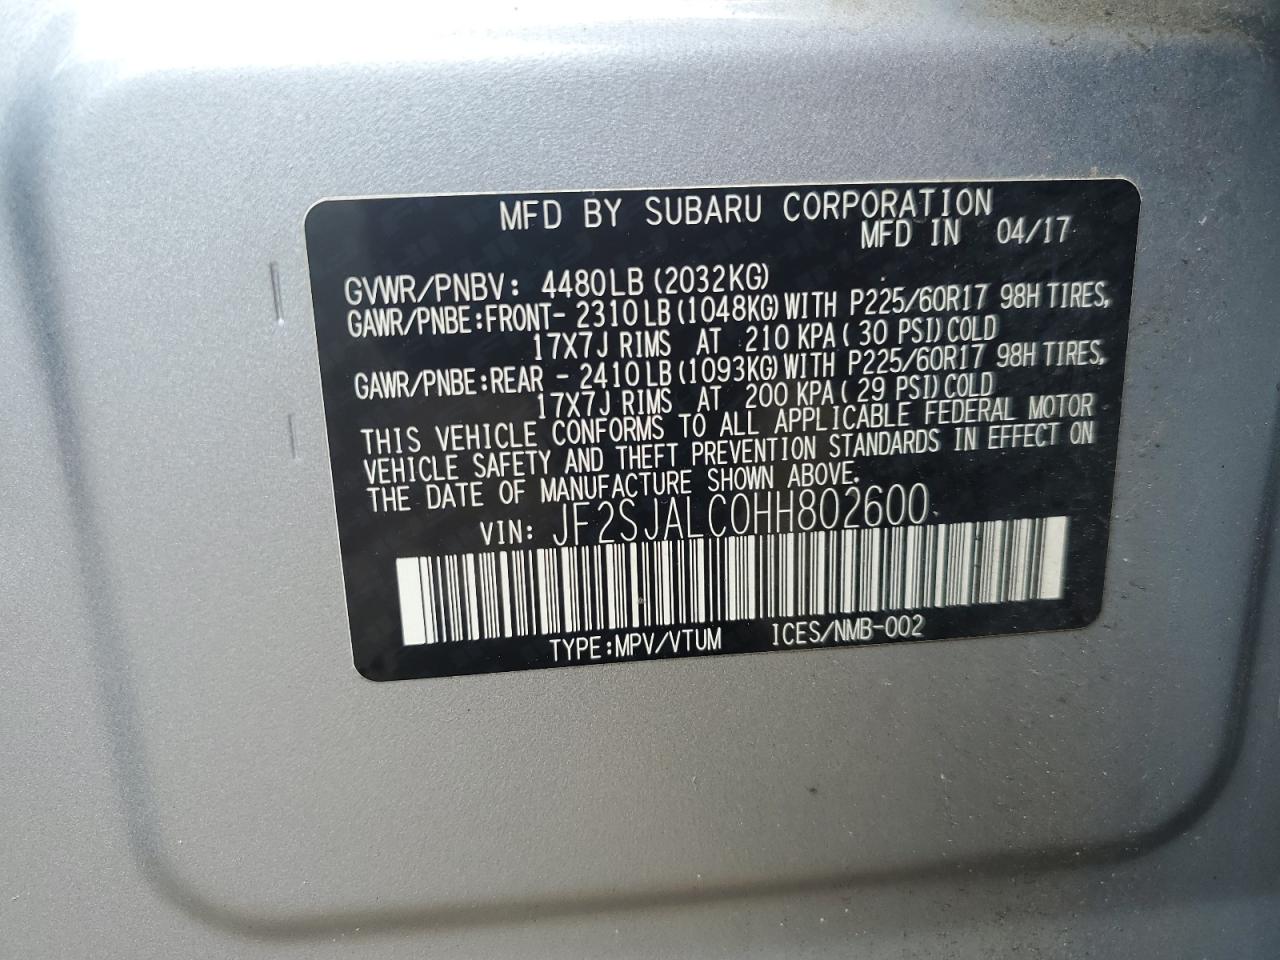 MFD BY SUBARU CORPORATION
MFD IN 04/17
GVWR/PNBV: 4480LB (2032KG)
GAWR/PNBE:FRONT- 2310LB (1048KG) WITH P225/60R17 98H TIRES,
17X7J RIMS AT 210 KPA ( 30 PSI) COLD
GAWR/PNBE:REAR - 2410LB (1093KG) WITH P225/60R17 98H TIRES,
17X7J RIMS AT 200 KPA ( 29 PSI) COLD
THIS VEHICLE CONFORMS TO ALL APPLICABLE FEDERAL MOTOR
VEHICLE SAFETY AND THEFT PREVENTION STANDARDS IN EFFECT ON
THE DATE OF MANUFACTURE SHOWN ABOVE.
VIN: JF2SJALC0HH802600
TYPE:MPV/VTUM ICES/NMB-002